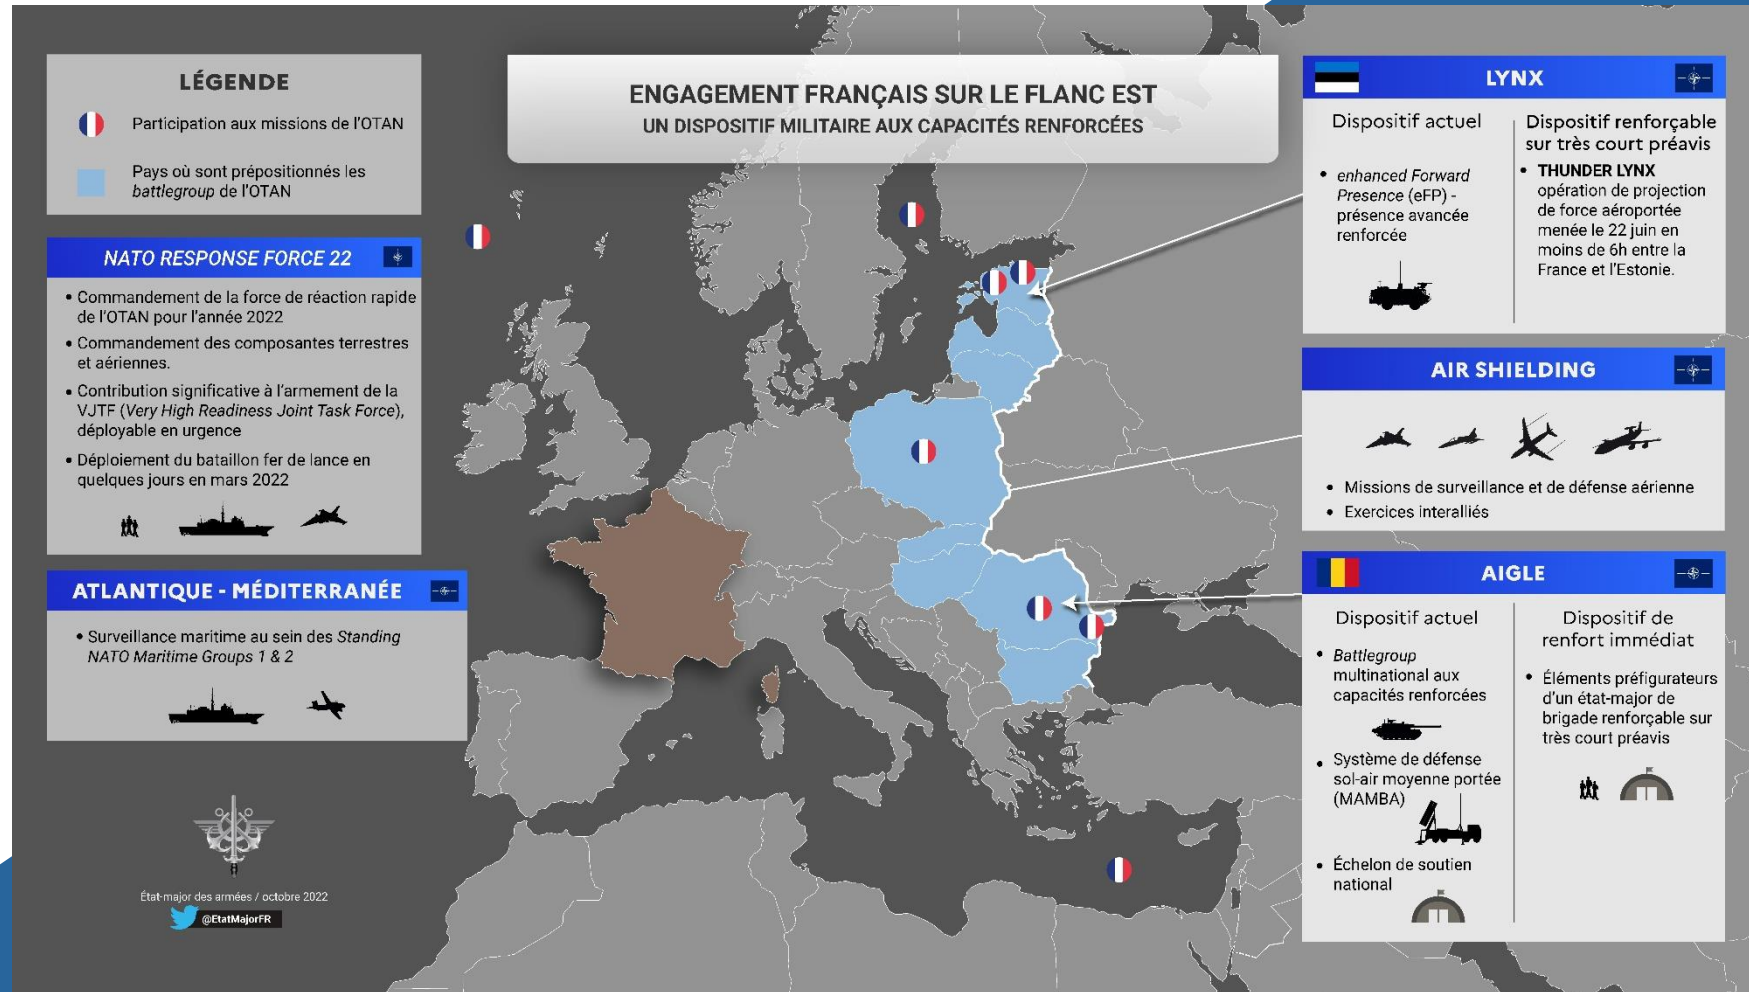 LÉGENDE
Participation aux missions de l'OTAN
Pays où sont prépositionnés les
battlegroup de l'OTAN
NATO RESPONSE FORCE 22
• Commandement de la force de réaction rapide
de l'OTAN pour l'année 2022
• Commandement des composantes terrestres
et aériennes.
• Contribution significative à l'armement de la
VJTF (Very High Readiness Joint Task Force),
déployable en urgence
• Déploiement du bataillon fer de lance en
quelques jours en mars 2022
ATLANTIQUE - MÉDITERRANÉE
• Surveillance maritime au sein des Standing
NATO Maritime Groups 1 & 2
État-major des armées / octobre 2022
@EtatMajorFR
ENGAGEMENT FRANÇAIS SUR LE FLANC EST
UN DISPOSITIF MILITAIRE AUX CAPACITÉS RENFORCÉES
LYNX
Dispositif actuel
• enhanced Forward
Presence (eFP) -
présence avancée
renforcée
Dispositif renforçable
sur très court préavis
• THUNDER LYNX
opération de projection
de force aéroportée
menée le 22 juin en
moins de 6h entre la
France et l'Estonie.
AIR SHIELDING
• Missions de surveillance et de défense aérienne
• Exercices interalliés
AIGLE
Dispositif actuel
• Battlegroup
multinational aux
capacités renforcées
• Système de défense
sol-air moyenne portée
(MAMBA)
• Échelon de soutien
national
Dispositif de
renfort immédiat
• Éléments préfigurateurs
d'un état-major de
brigade renforçable sur
très court préavis